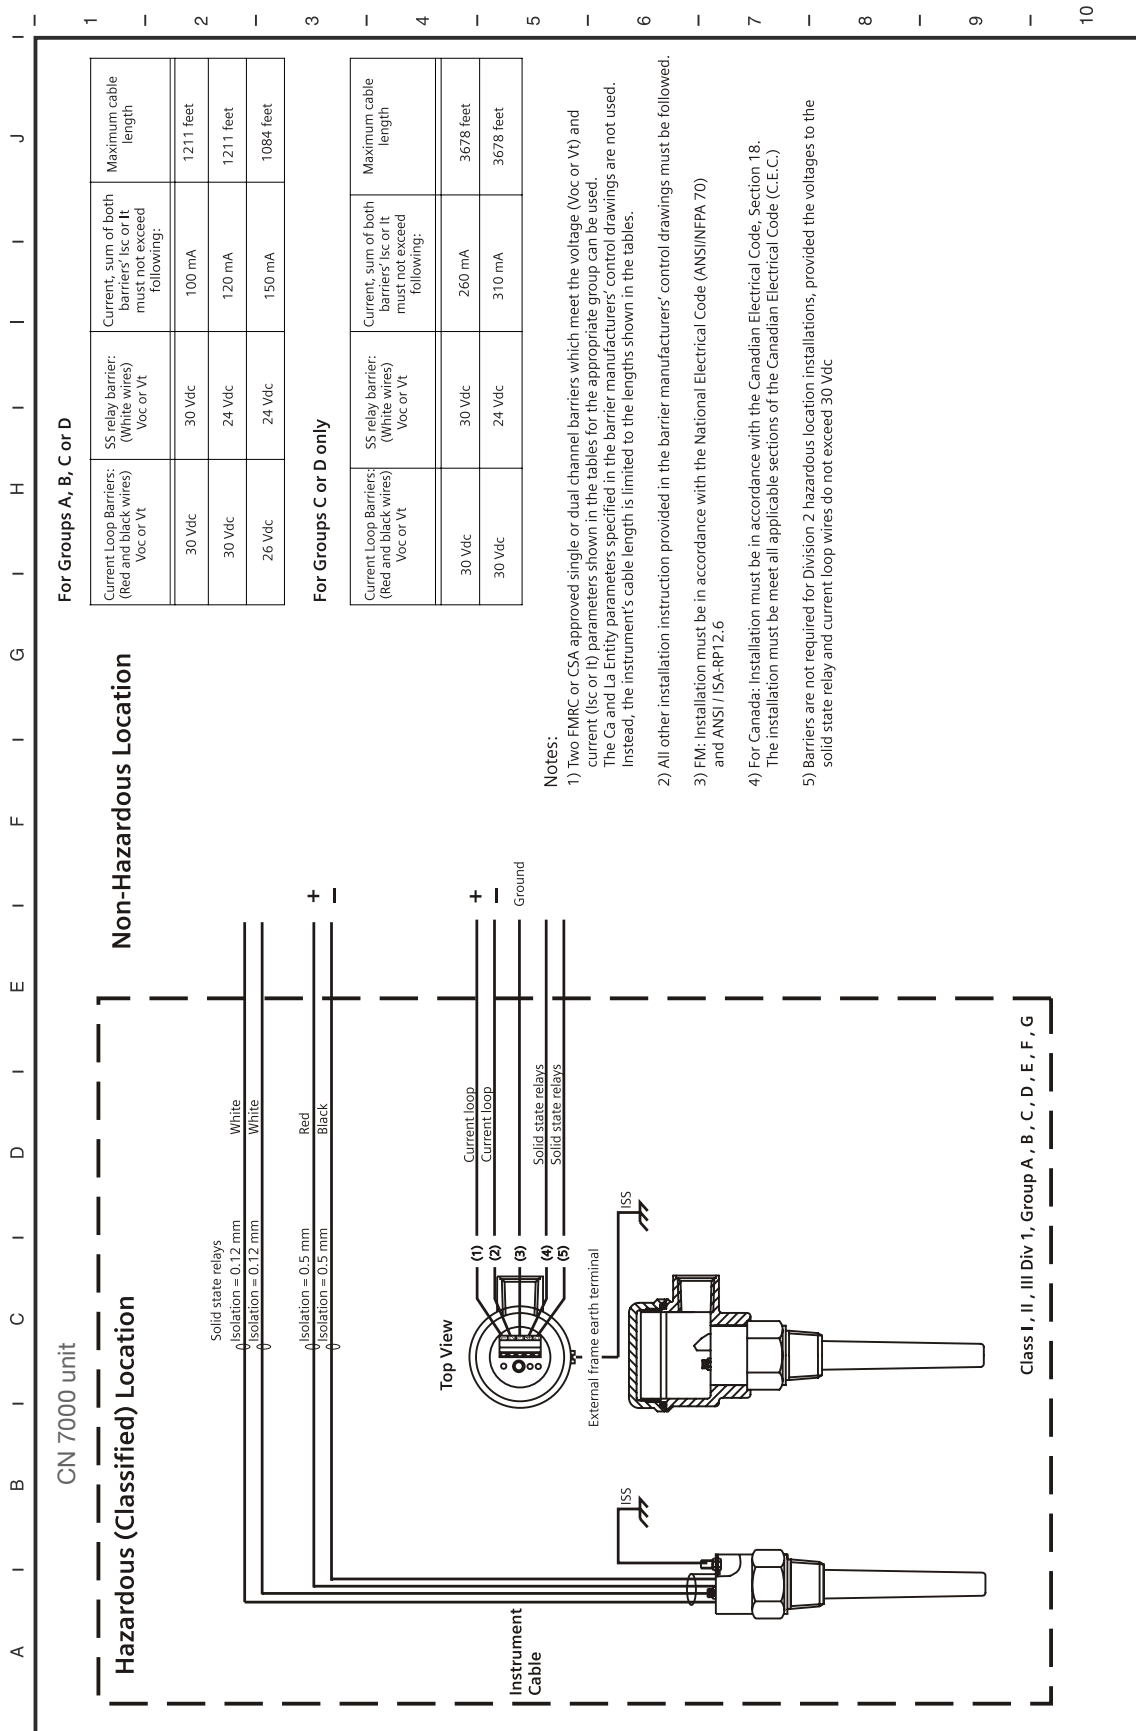 A
B
C
D
E
F
G
H
I
J
1
2
3
4
5
6
7
8
9
10
CN 7000 unit
Hazardous (Classified) Location
Non-Hazardous Location
Solid state relays
Isolation = 0.12 mm
White
Isolation = 0.12 mm
White
Isolation = 0.5 mm
Red
+
Isolation = 0.5 mm
Black
–
Top View
(1)
Current loop
+
(2)
Current loop
–
(3)
Ground
(4)
Solid state relays
(5)
Solid state relays
External frame earth terminal
ISS
ISS
Instrument
Cable
Class I , II , III Div 1, Group A , B , C , D , E , F , G
For Groups A, B, C or D
Current Loop Barriers:
(Red and black wires)
Voc or Vt
SS relay barrier:
(White wires)
Voc or Vt
Current, sum of both
barriers' Isc or It
must not exceed
following:
Maximum cable
length
30 Vdc
30 Vdc
100 mA
1211 feet
30 Vdc
24 Vdc
120 mA
1211 feet
26 Vdc
24 Vdc
150 mA
1084 feet
For Groups C or D only
Current Loop Barriers:
(Red and black wires)
Voc or Vt
SS relay barrier:
(White wires)
Voc or Vt
Current, sum of both
barriers' Isc or It
must not exceed
following:
Maximum cable
length
30 Vdc
30 Vdc
260 mA
3678 feet
30 Vdc
24 Vdc
310 mA
3678 feet
Notes:
1) Two FMRC or CSA approved single or dual channel barriers which meet the voltage (Voc or Vt) and
current (Isc or It) parameters shown in the tables for the appropriate group can be used.
The Ca and La Entity parameters specified in the barrier manufacturers' control drawings are not used.
Instead, the instrument's cable length is limited to the lengths shown in the tables.
2) All other installation instruction provided in the barrier manufacturers' control drawings must be followed.
3) FM: Installation must be in accordance with the National Electrical Code (ANSI/NFPA 70)
and ANSI / ISA-RP12.6
4) For Canada: Installation must be in accordance with the Canadian Electrical Code, Section 18.
The installation must be meet all applicable sections of the Canadian Electrical Code (C.E.C.)
5) Barriers are not required for Division 2 hazardous location installations, provided the voltages to the
solid state relay and current loop wires do not exceed 30 Vdc